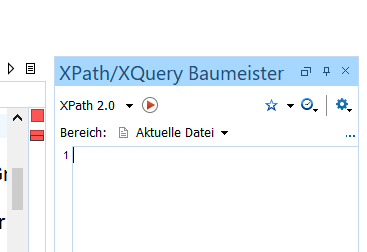 XPath/XQuery Baumeister
XPath 2.0
Bereich: Aktuelle Datei
...
1
r